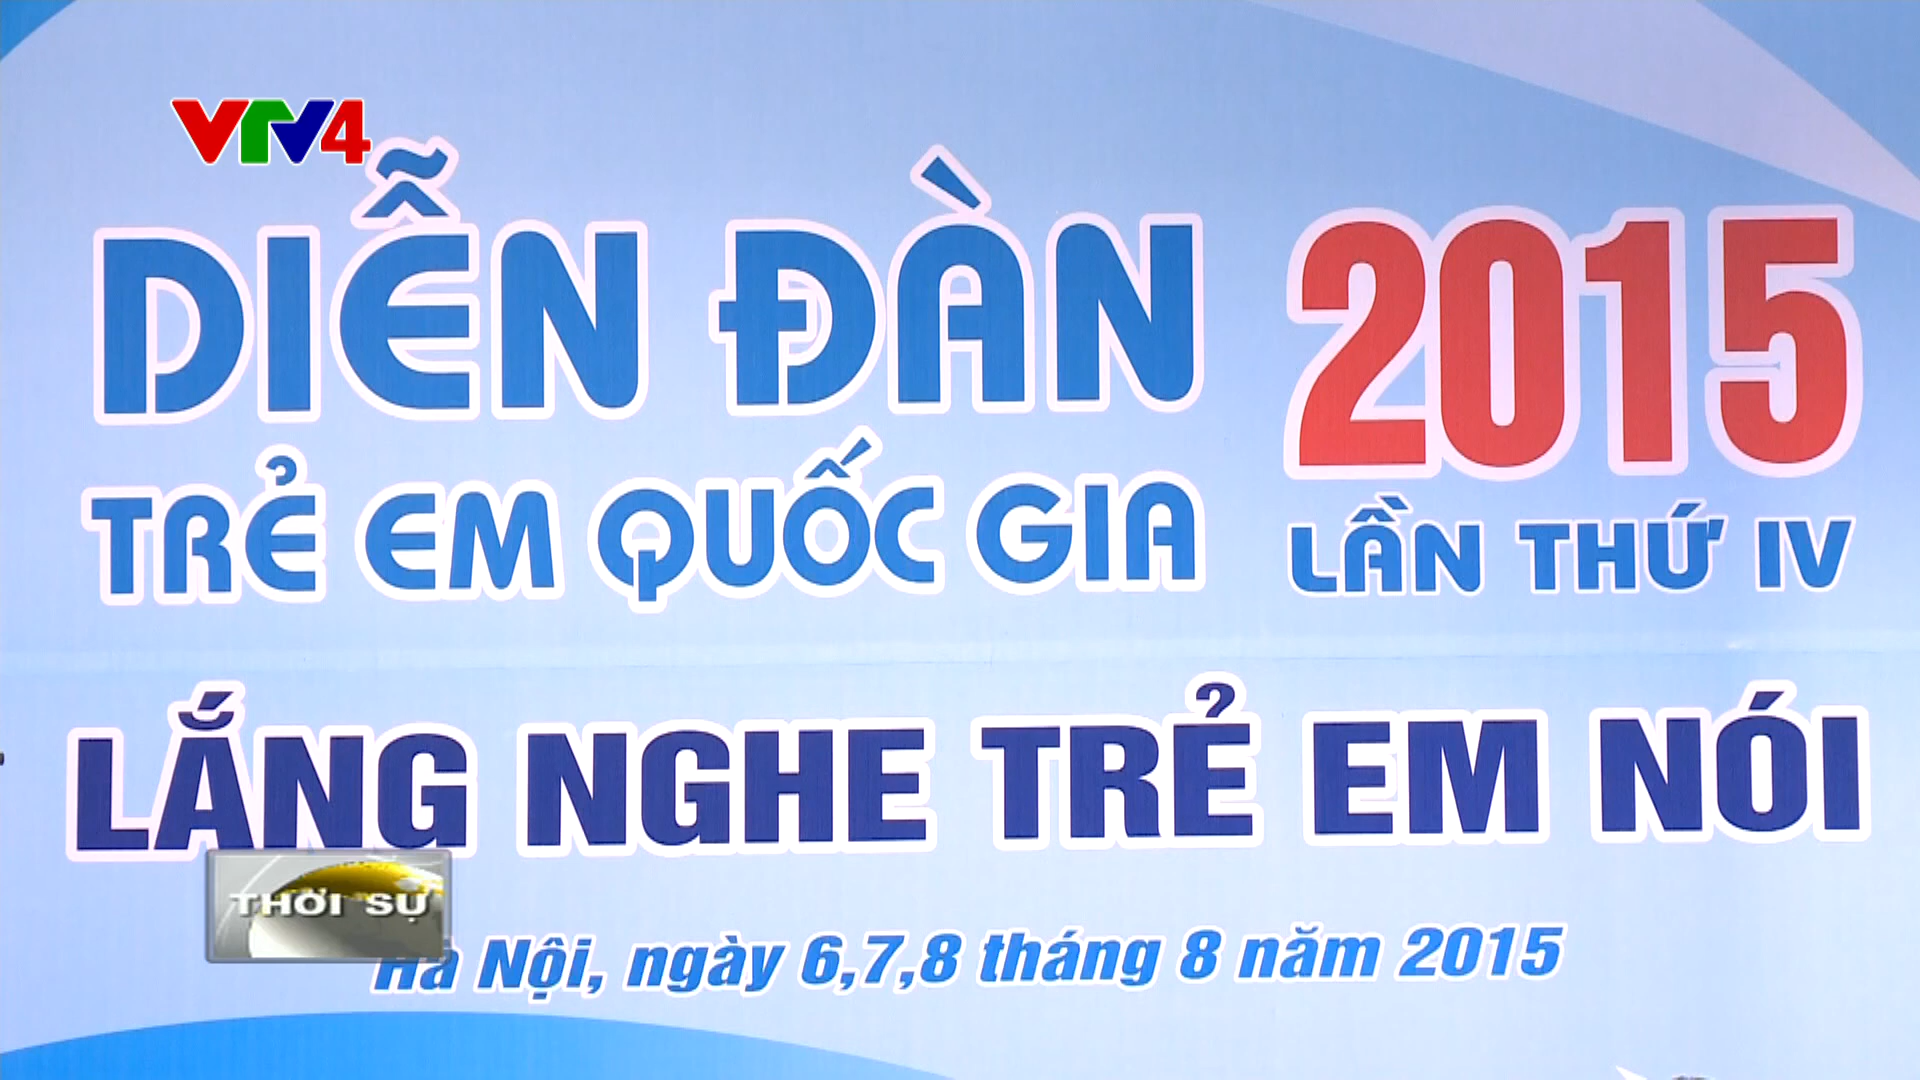 VTV4
DIỄN ĐÀN 2015
TRẺ EM QUỐC GIA LẦN THỨ IV
LẮNG NGHE TRẺ EM NÓI
THỜI SỰ
Hà Nội, ngày 6,7,8 tháng 8 năm 2015